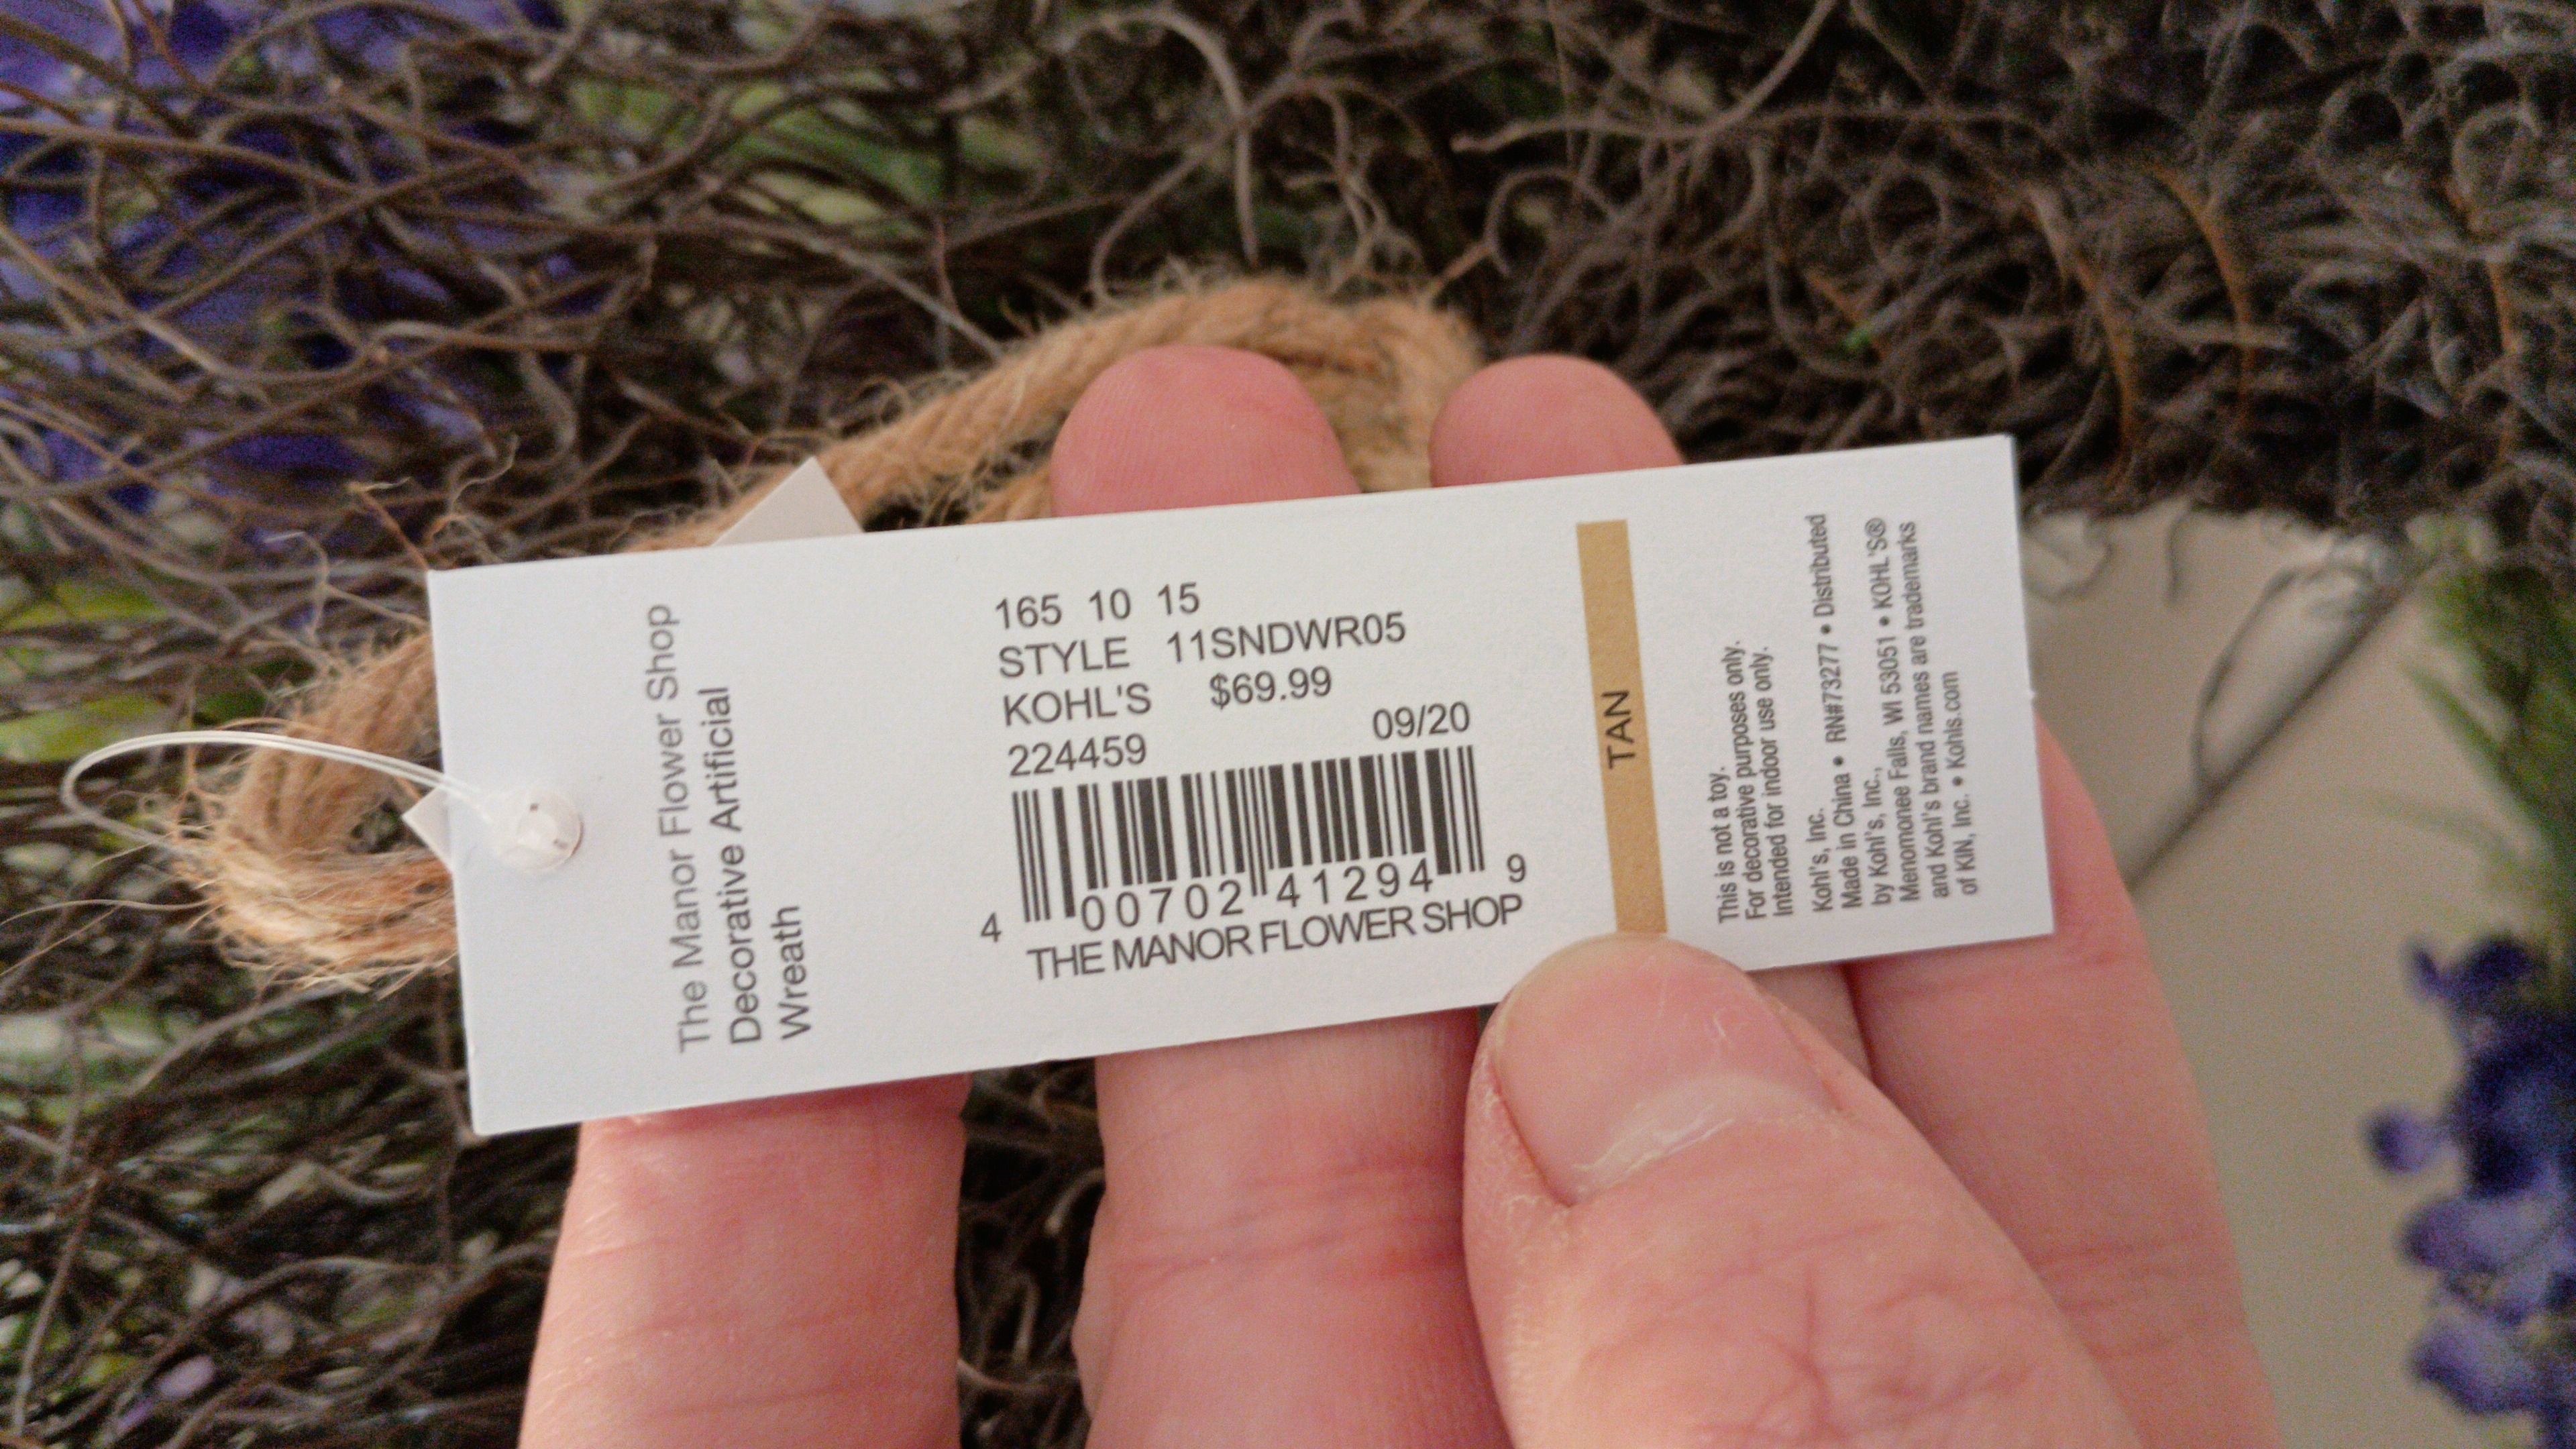 The Manor Flower Shop
Decorative Artificial
Wreath
165 10 15
STYLE 11SNDWR05
KOHL'S $69.99
224459 09/20
4 00702 41294 9
THE MANOR FLOWER SHOP
TAN
This is not a toy.
For decorative purposes only.
Intended for indoor use only.
Kohl's, Inc.
Made in China • RN#73277 • Distributed
by Kohl's, Inc.,
Menomonee Falls, WI 53051 • KOHL'S®
and Kohl's brand names are trademarks
of KIN, Inc. • Kohls.com